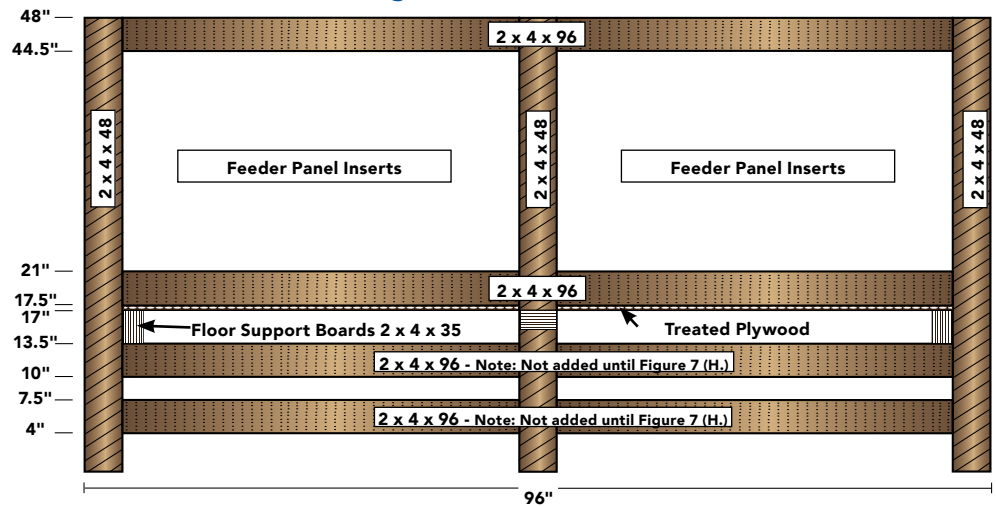 48"
44.5"
2 x 4 x 96
2 x 4 x 48
2 x 4 x 48
2 x 4 x 48
Feeder Panel Inserts
Feeder Panel Inserts
21"
2 x 4 x 96
17.5"
17"
Floor Support Boards 2 x 4 x 35
Treated Plywood
13.5"
2 x 4 x 96 - Note: Not added until Figure 7 (H.)
10"
7.5"
2 x 4 x 96 - Note: Not added until Figure 7 (H.)
4"
96"